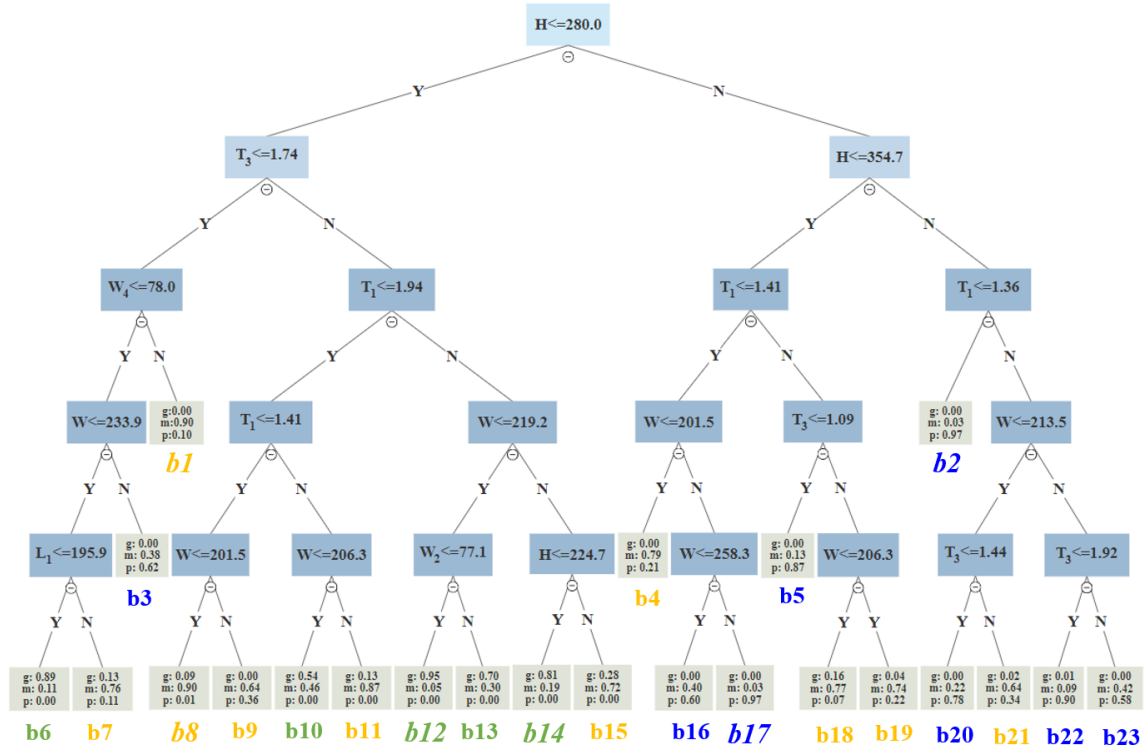 H<=280.0
Y N
T3<=1.74 H<=354.7
Y N Y N
W4<=78.0 T1<=1.94 T1<=1.41 T1<=1.36
Y N Y N Y N N
W<=233.9 g:0.00 m:0.90 p:0.10 T1<=1.41 W<=219.2 W<=201.5 T3<=1.09 g: 0.00 m: 0.03 p: 0.97 W<=213.5
b1 b2
Y N Y N Y N Y N Y N Y N
L1<=195.9 g: 0.00 m: 0.38 p: 0.62 W<=201.5 W<=206.3 W2<=77.1 H<=224.7 g: 0.00 m: 0.79 p: 0.21 W<=258.3 g: 0.00 m: 0.13 p: 0.87 W<=206.3 T3<=1.44 T3<=1.92
b3 b4 b5
Y N Y N Y N Y N Y N Y N Y Y Y N Y N
g: 0.89 g: 0.13 g: 0.09 g: 0.00 g: 0.54 g: 0.13 g: 0.95 g: 0.70 g: 0.81 g: 0.28 g: 0.00 g: 0.00 g: 0.16 g: 0.04 g: 0.00 g: 0.02 g: 0.01 g: 0.00
m: 0.11 m: 0.76 m: 0.90 m: 0.64 m: 0.46 m: 0.87 m: 0.05 m: 0.30 m: 0.19 m: 0.72 m: 0.40 m: 0.03 m: 0.77 m: 0.74 m: 0.22 m: 0.64 m: 0.09 m: 0.42
p: 0.00 p: 0.11 p: 0.01 p: 0.36 p: 0.00 p: 0.00 p: 0.00 p: 0.00 p: 0.00 p: 0.00 p: 0.60 p: 0.97 p: 0.07 p: 0.22 p: 0.78 p: 0.34 p: 0.90 p: 0.58
b6 b7 b8 b9 b10 b11 b12 b13 b14 b15 b16 b17 b18 b19 b20 b21 b22 b23